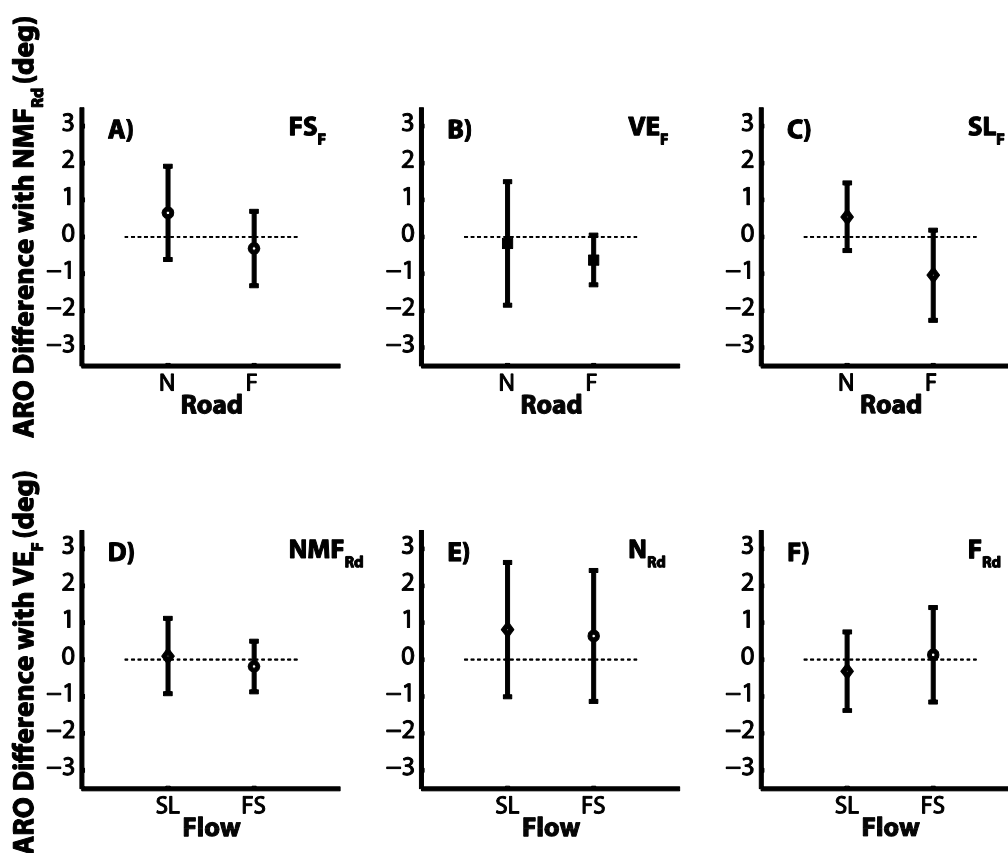 ARO Difference with NMF_Rd (deg)
A) FS_F
3
2
1
0
−1
−2
−3
N F
Road
B) VE_F
3
2
1
0
−1
−2
−3
N F
Road
C) SL_F
3
2
1
0
−1
−2
−3
N F
Road
ARO Difference with VE_F (deg)
D) NMF_Rd
3
2
1
0
−1
−2
−3
SL FS
Flow
E) N_Rd
3
2
1
0
−1
−2
−3
SL FS
Flow
F) F_Rd
3
2
1
0
−1
−2
−3
SL FS
Flow